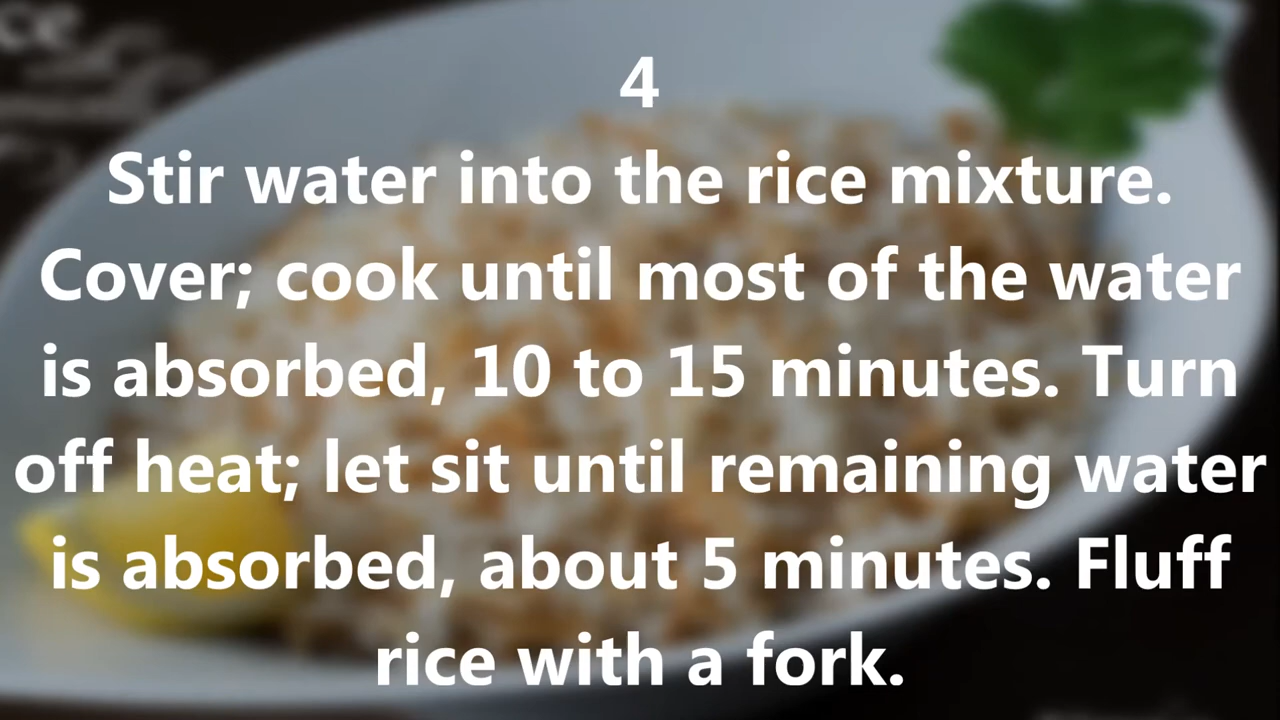 4
Stir water into the rice mixture.
Cover; cook until most of the water
is absorbed, 10 to 15 minutes. Turn
off heat; let sit until remaining water
is absorbed, about 5 minutes. Fluff
rice with a fork.